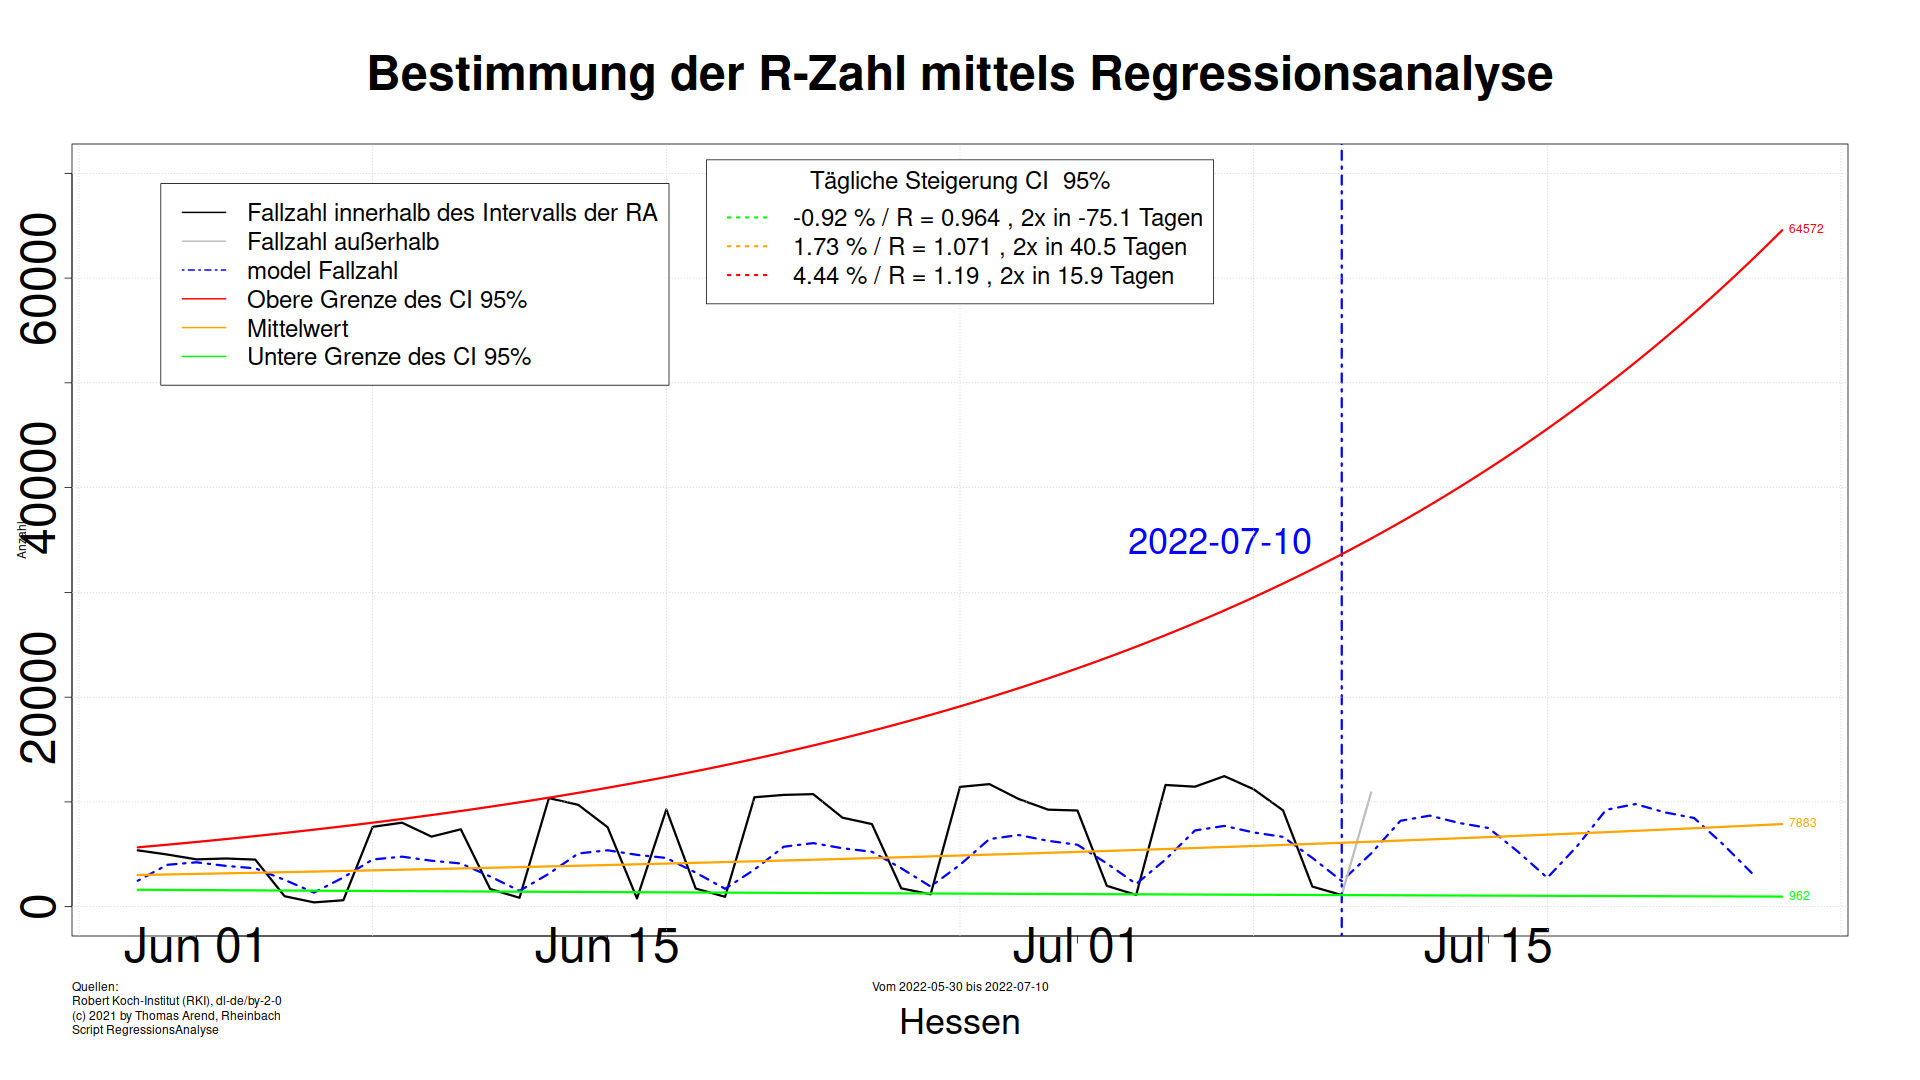 Bestimmung der R-Zahl mittels Regressionsanalyse
Fallzahl innerhalb des Intervalls der RA
Fallzahl außerhalb
model Fallzahl
Obere Grenze des CI 95%
Mittelwert
Untere Grenze des CI 95%
Tägliche Steigerung CI  95%
-0.92 % / R = 0.964 , 2x in -75.1 Tagen
1.73 % / R = 1.071 , 2x in 40.5 Tagen
4.44 % / R = 1.19 , 2x in 15.9 Tagen
64572
2022-07-10
7883
962
60000
40000
20000
0
Anzahl
Jun 01
Jun 15
Jul 01
Jul 15
Quellen:
Robert Koch-Institut (RKI), dl-de/by-2-0
(c) 2021 by Thomas Arend, Rheinbach
Script RegressionsAnalyse
Vom 2022-05-30 bis 2022-07-10
Hessen